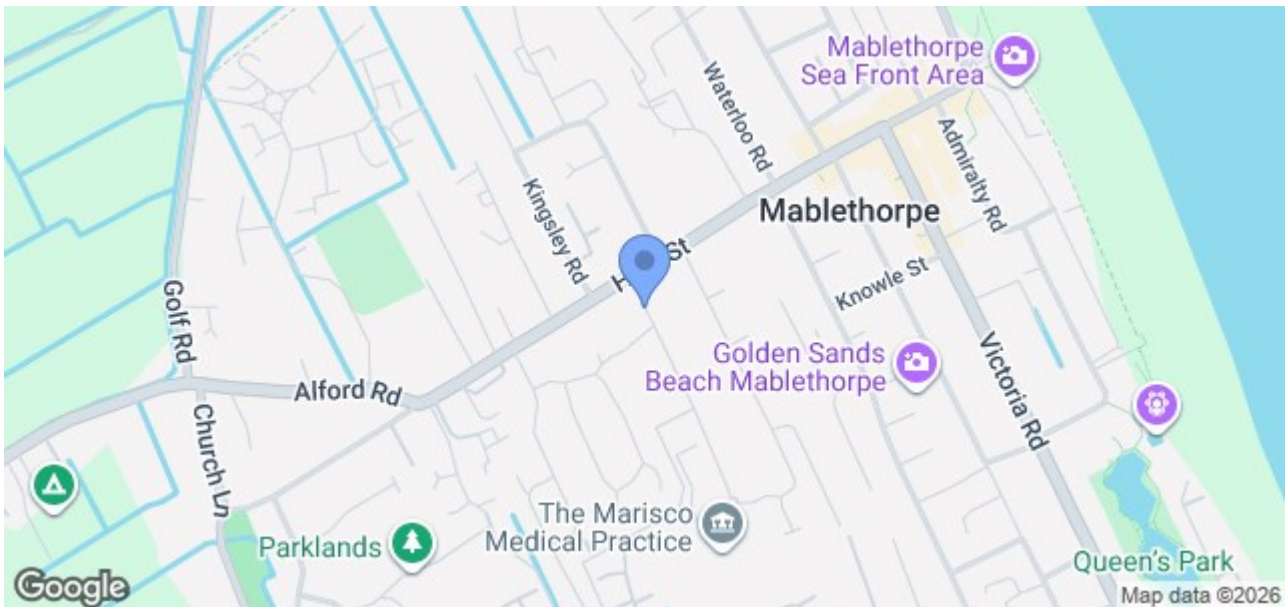 Mablethorpe
Sea Front Area
Waterloo Rd
Admiralty Rd
Kingsley Rd
Mablethorpe
St
Knowle St
Golf Rd
Golden Sands
Beach Mablethorpe
Victoria Rd
Alford Rd
Church Ln
The Marisco
Medical Practice
Parklands
Queen's Park
Google
Map data ©2026